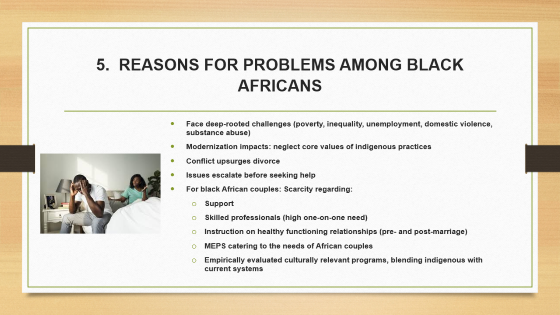 5. REASONS FOR PROBLEMS AMONG BLACK
AFRICANS
Face deep-rooted challenges (poverty, inequality, unemployment, domestic violence,
substance abuse)
Modernization impacts: neglect core values of indigenous practices
Conflict upsurges divorce
Issues escalate before seeking help
For black African couples: Scarcity regarding:
Support
Skilled professionals (high one-on-one need)
Instruction on healthy functioning relationships (pre- and post-marriage)
MEPS catering to the needs of African couples
Empirically evaluated culturally relevant programs, blending indigenous with
current systems